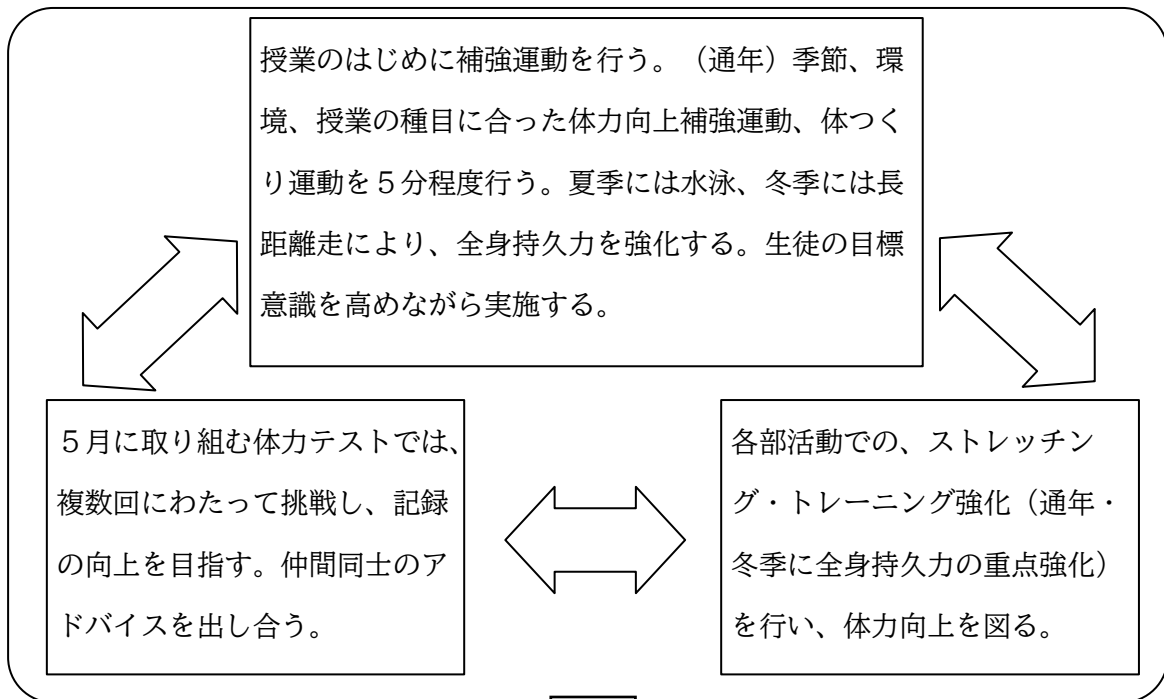 授業のはじめに補強運動を行う。（通年）季節、環
境、授業の種目に合った体力向上補強運動、体つく
り運動を５分程度行う。夏季には水泳、冬季には長
距離走により、全身持久力を強化する。生徒の目標
意識を高めながら実施する。
５月に取り組む体力テストでは、
複数回にわたって挑戦し、記録
の向上を目指す。仲間同士のア
ドバイスを出し合う。
各部活動での、ストレッチン
グ・トレーニング強化（通年・
冬季に全身持久力の重点強化）
を行い、体力向上を図る。